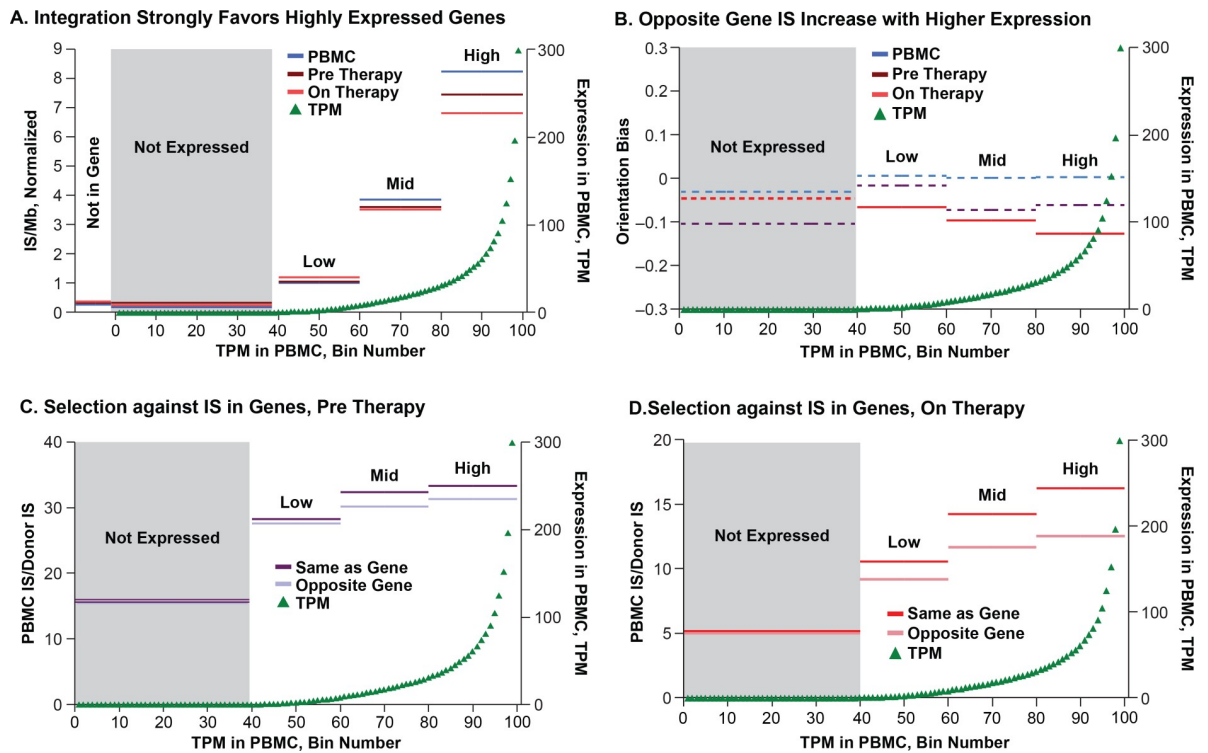 A. Integration Strongly Favors Highly Expressed Genes
9
8
7
6
5
4
3
2
1
0
IS/Mb, Normalized
Not in Gene
Not Expressed
PBMC
Pre Therapy
On Therapy
TPM
Low
Mid
High
300
200
100
0
Expression in PBMC, TPM
0 10 20 30 40 50 60 70 80 90 100
TPM in PBMC, Bin Number
B. Opposite Gene IS Increase with Higher Expression
0.3
0.2
0.1
0
–0.1
–0.2
–0.3
Orientation Bias
Not Expressed
PBMC
Pre Therapy
On Therapy
TPM
Low
Mid
High
300
200
100
0
Expression in PBMC, TPM
0 10 20 30 40 50 60 70 80 90 100
TPM in PBMC, Bin Number
C. Selection against IS in Genes, Pre Therapy
40
30
20
10
0
PBMC IS/Donor IS
Not Expressed
Low
Mid
High
Same as Gene
Opposite Gene
TPM
300
200
100
0
Expression in PBMC, TPM
0 10 20 30 40 50 60 70 80 90 100
TPM in PBMC, Bin Number
D.Selection against IS in Genes, On Therapy
20
15
10
5
0
PBMC IS/Donor IS
Not Expressed
Low
Mid
High
Same as Gene
Opposite Gene
TPM
300
200
100
0
Expression in PBMC, TPM
0 10 20 30 40 50 60 70 80 90 100
TPM in PBMC, Bin Number